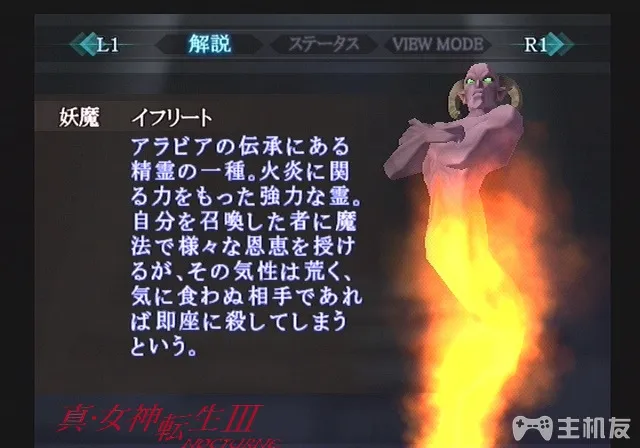 L1 解説 ステータス VIEW MODE R1
妖魔 イフリート
アラビアの伝承にある
精霊の一種。火炎に関
る力をもった強力な霊。
自分を召喚した者に魔
法で様々な恩恵を授け
るが、その気性は荒く、
気に食わぬ相手であれ
ば即座に殺してしまう
という。
真・女神転生III
NOCTURNE
主机友